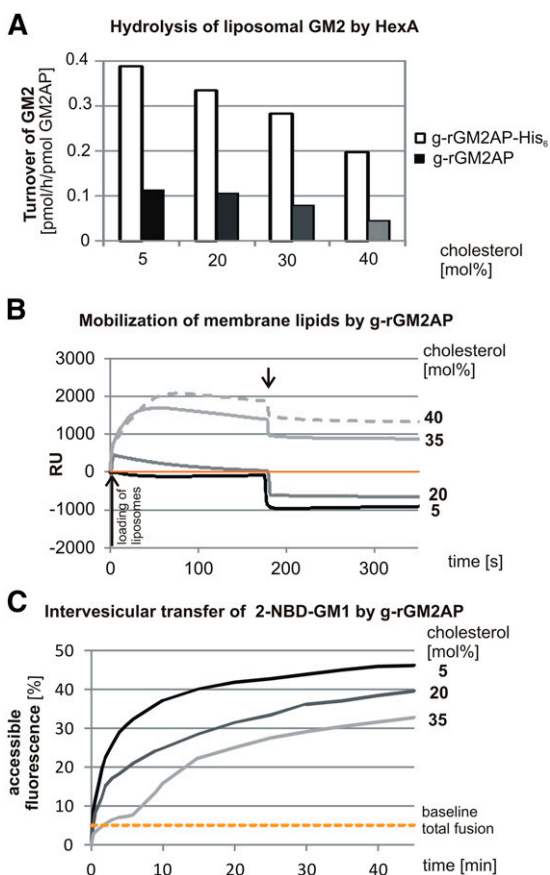 A
Hydrolysis of liposomal GM2 by HexA
Turnover of GM2
[pmol/h/pmol GM2AP]
0.4
0.3
0.2
0.1
0
5
20
30
40
cholesterol
[mol%]
g-rGM2AP-His₆
g-rGM2AP
B
Mobilization of membrane lipids by g-rGM2AP
cholesterol
[mol%]
RU
3000
2000
1000
0
-1000
-2000
40
35
20
5
loading of
liposomes
0
100
200
300
time [s]
C
Intervesicular transfer of 2-NBD-GM1 by g-rGM2AP
cholesterol
[mol%]
accessible
fluorescence [%]
50
40
30
20
10
0
5
20
35
baseline
total fusion
0
10
20
30
40
time [min]